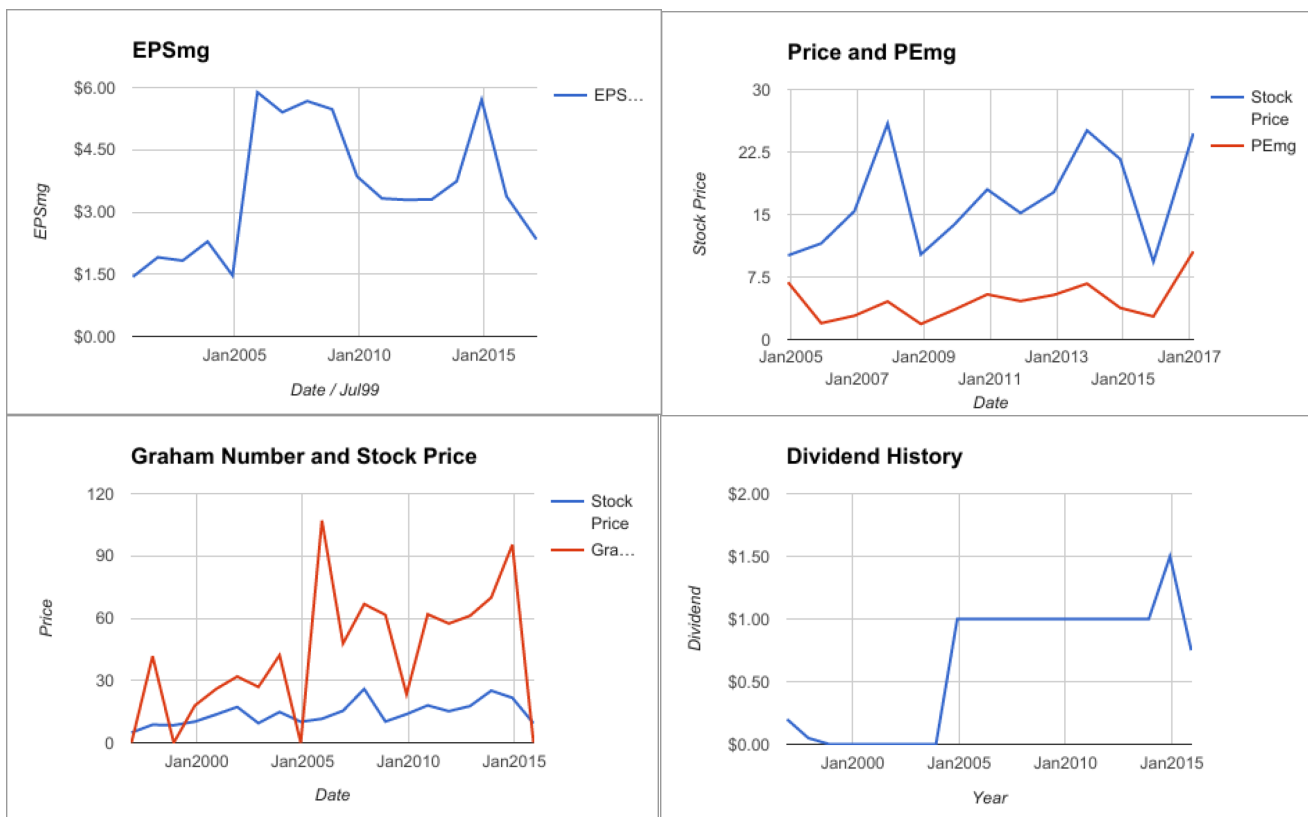 EPSmg
$6.00
$4.50
$3.00
$1.50
$0.00
EPSmg
Jan2005 Jan2010 Jan2015
Date / Jul99
EPS…
Price and PEmg
30
22.5
15
7.5
0
Stock Price
Jan2005 Jan2009 Jan2013 Jan2017
Jan2007 Jan2011 Jan2015
Date
Stock
Price
PEmg
Graham Number and Stock Price
120
90
60
30
0
Price
Jan2000 Jan2005 Jan2010 Jan2015
Date
Stock
Price
Gra…
Dividend History
$2.00
$1.50
$1.00
$0.50
$0.00
Dividend
Jan2000 Jan2005 Jan2010 Jan2015
Year